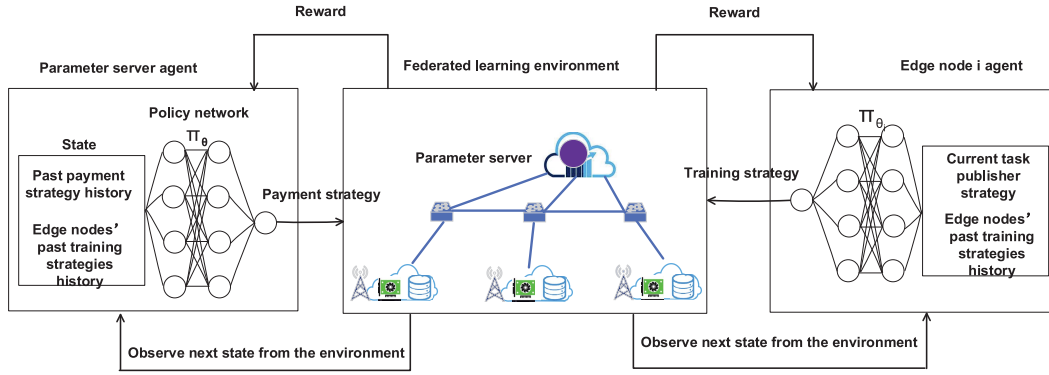 Reward
Reward
Parameter server agent
Federated learning environment
Edge node i agent
Policy network
πθ
State
Past payment
strategy history
Edge nodes’
past training
strategies
history
Payment strategy
Parameter server
Training strategy
πθi
Current task
publisher
strategy
Edge nodes’
past training
strategies
history
Observe next state from the environment
Observe next state from the environment